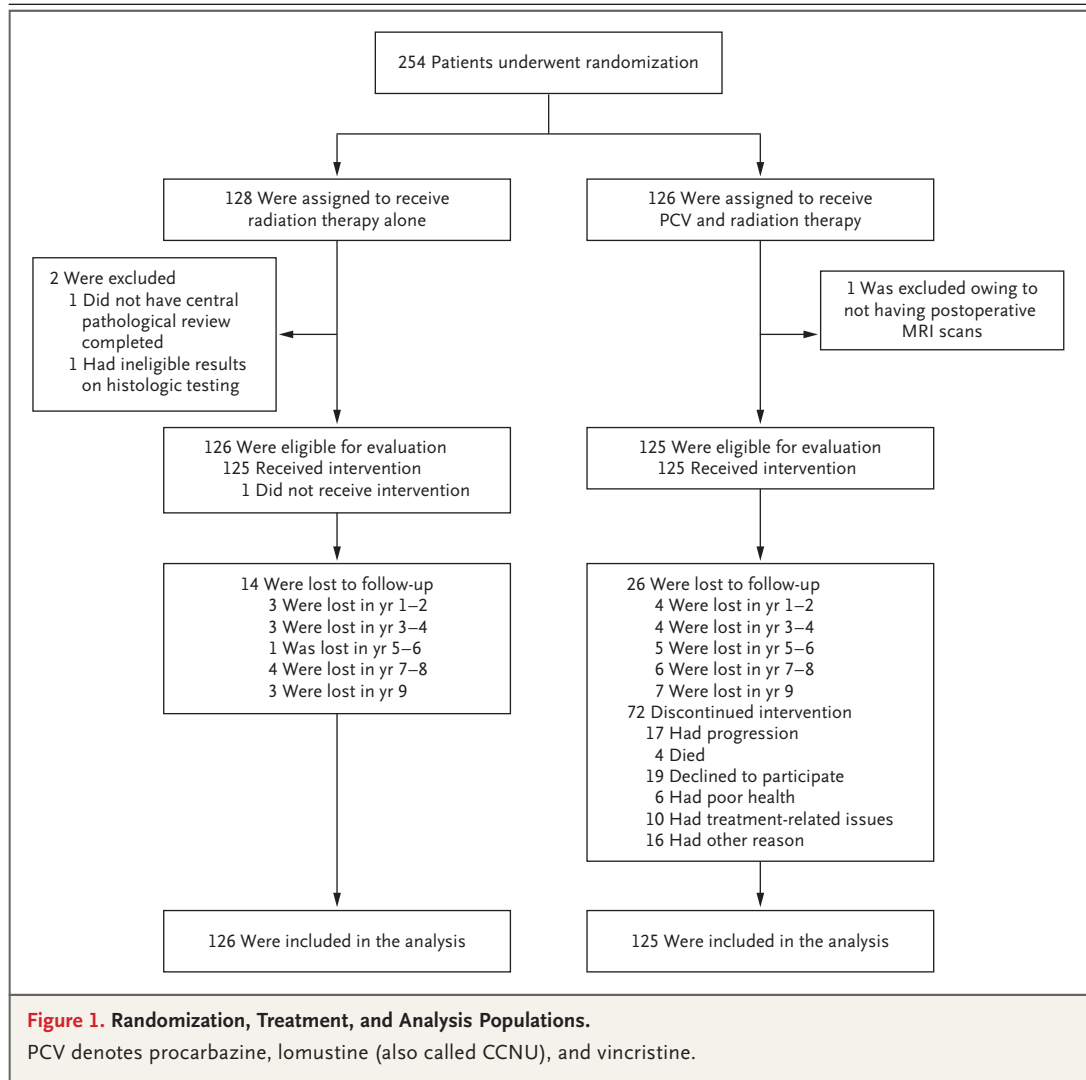 254 Patients underwent randomization
128 Were assigned to receive
radiation therapy alone
126 Were assigned to receive
PCV and radiation therapy
2 Were excluded
1 Did not have central
pathological review
completed
1 Had ineligible results
on histologic testing
1 Was excluded owing to
not having postoperative
MRI scans
126 Were eligible for evaluation
125 Received intervention
1 Did not receive intervention
125 Were eligible for evaluation
125 Received intervention
14 Were lost to follow-up
3 Were lost in yr 1–2
3 Were lost in yr 3–4
1 Was lost in yr 5–6
4 Were lost in yr 7–8
3 Were lost in yr 9
26 Were lost to follow-up
4 Were lost in yr 1–2
4 Were lost in yr 3–4
5 Were lost in yr 5–6
6 Were lost in yr 7–8
7 Were lost in yr 9
72 Discontinued intervention
17 Had progression
4 Died
19 Declined to participate
6 Had poor health
10 Had treatment-related issues
16 Had other reason
126 Were included in the analysis
125 Were included in the analysis
Figure 1. Randomization, Treatment, and Analysis Populations.
PCV denotes procarbazine, lomustine (also called CCNU), and vincristine.